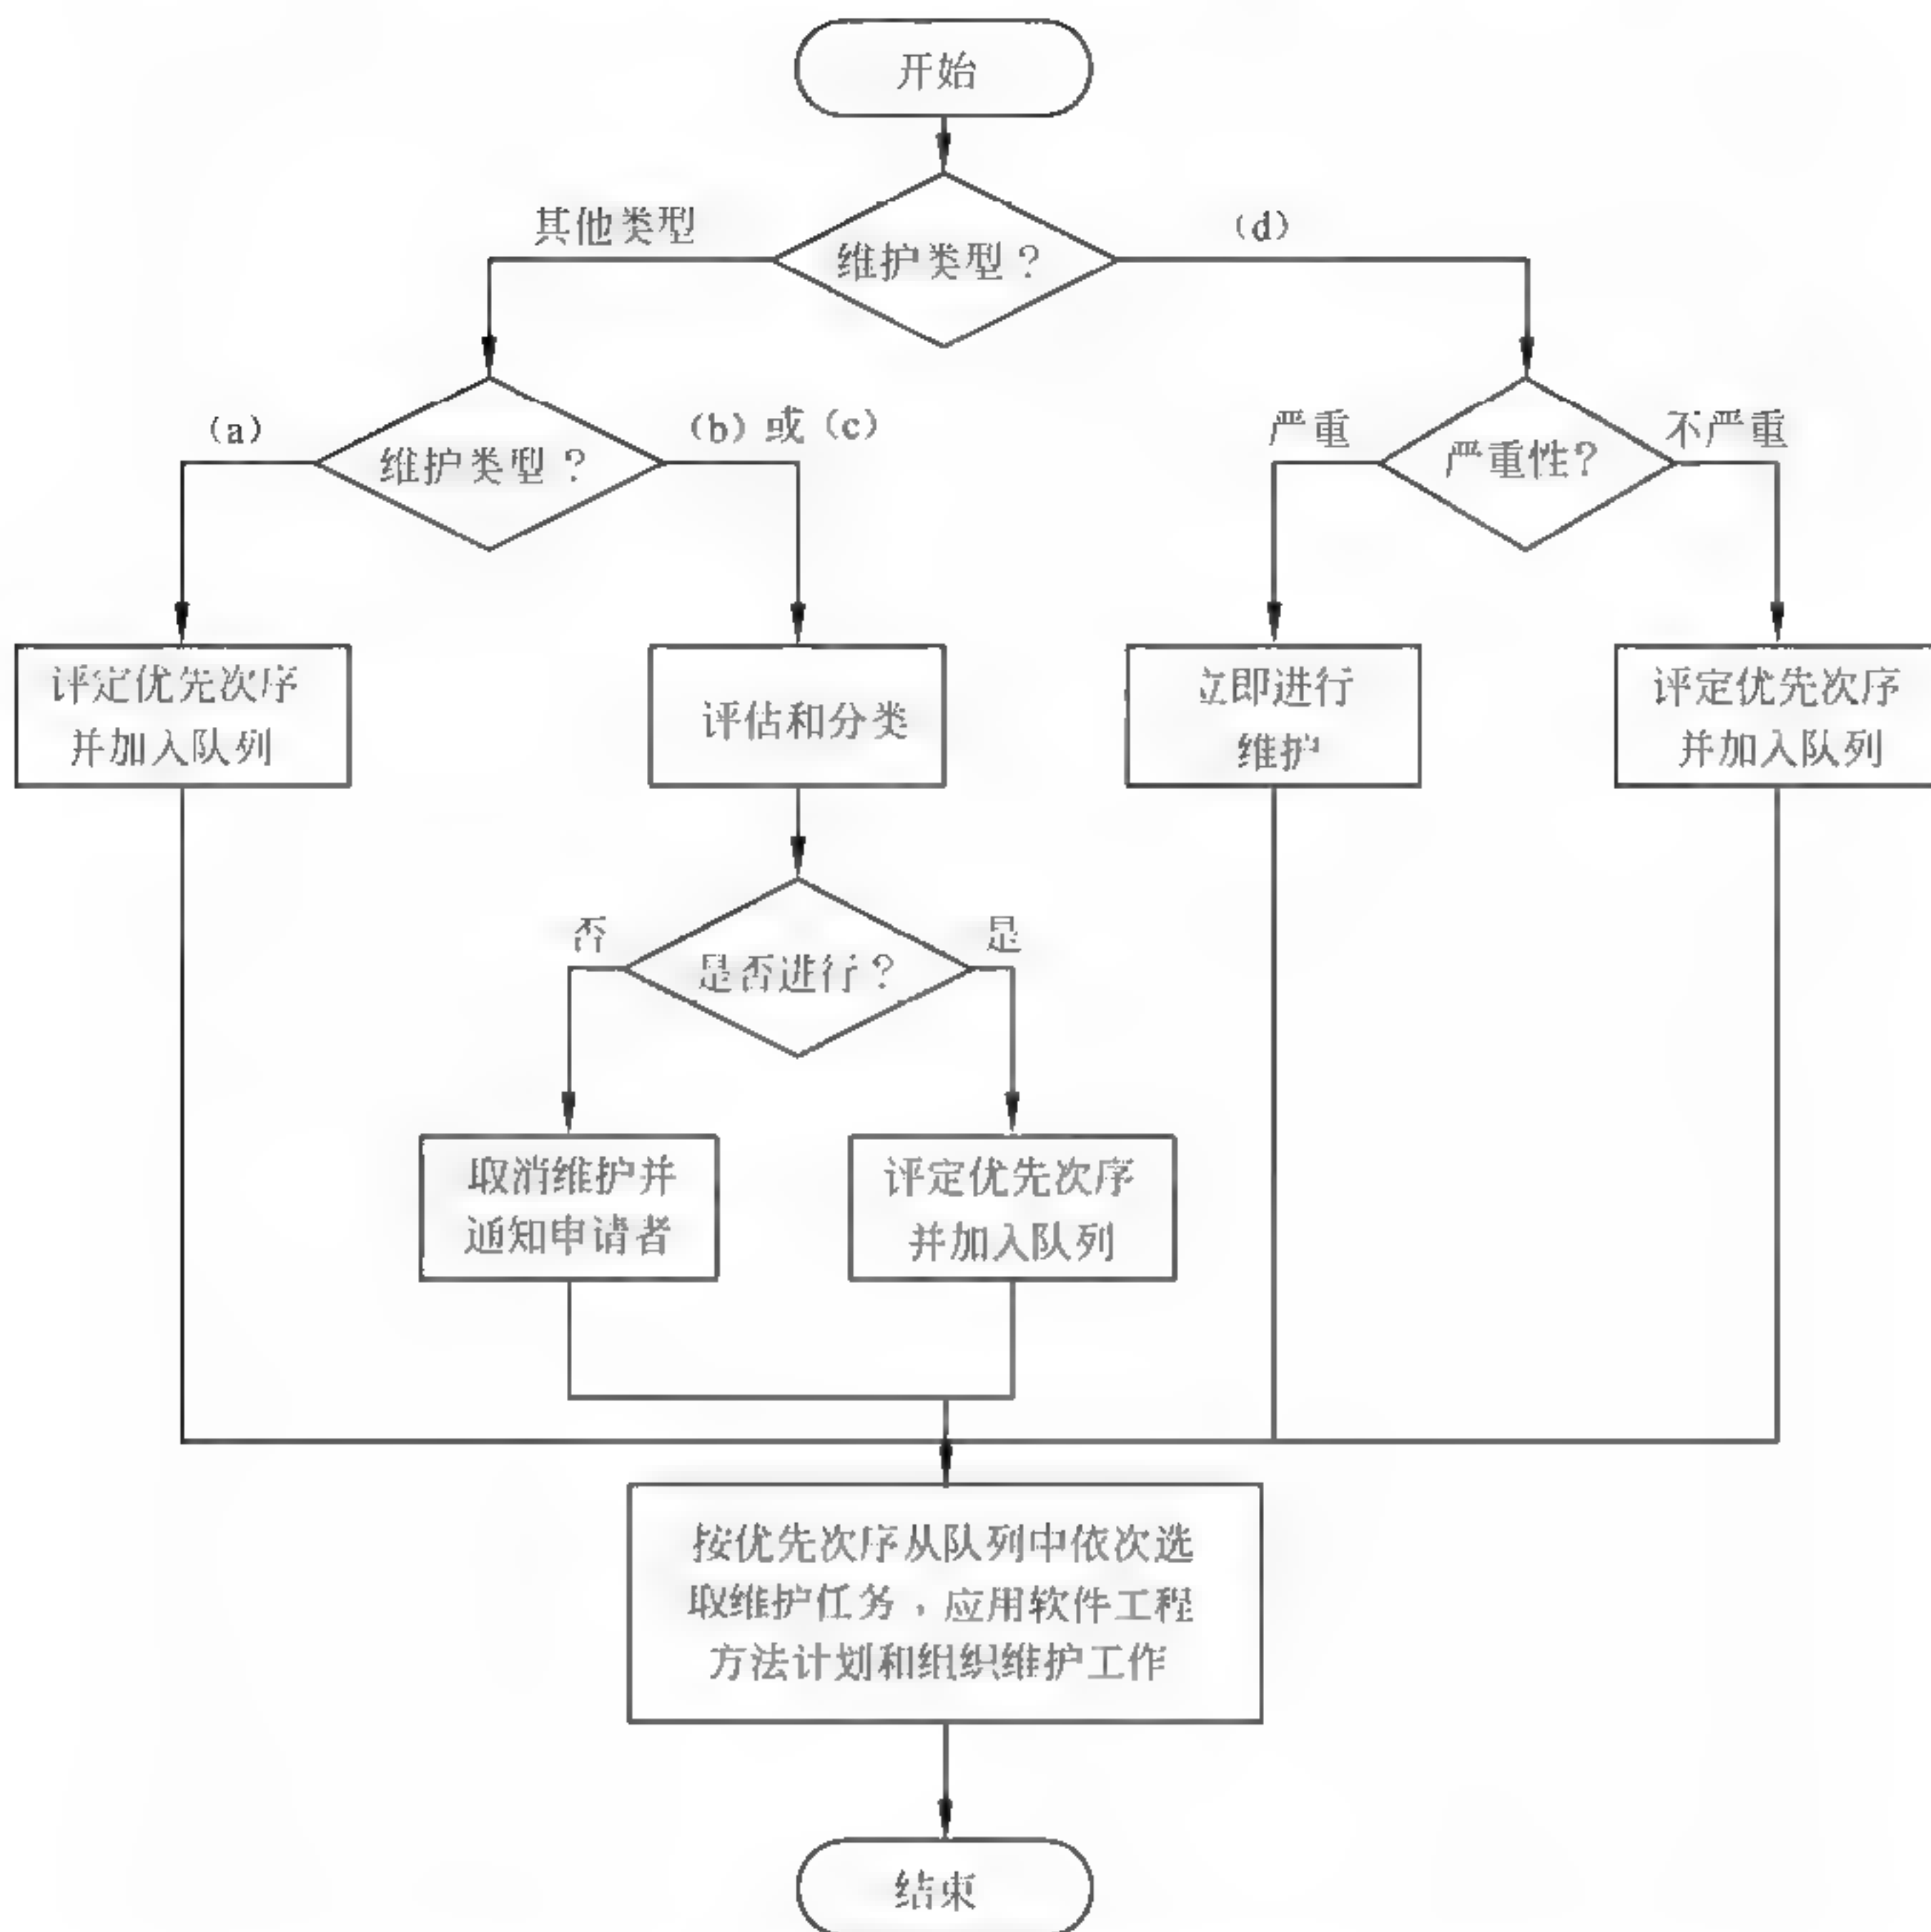 开始
其他类型
维护类型？
(d)
(a)
维护类型？
(b) 或 (c)
严重
严重性?
不严重
评定优先次序
并加入队列
评估和分类
立即进行
维护
评定优先次序
并加入队列
否
是否进行？
是
取消维护并
通知申请者
评定优先次序
并加入队列
按优先次序从队列中依次选
取维护任务，应用软件工程
方法计划和组织维护工作
结束